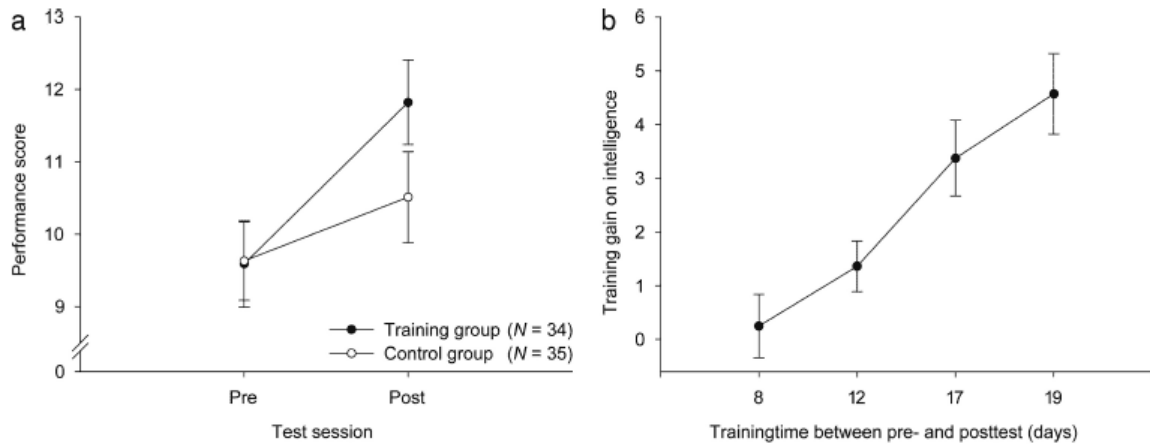 a
13
12
11
10
9
0
Performance score
Pre
Post
Test session
Training group (N = 34)
Control group (N = 35)
b
6
5
4
3
2
1
0
Training gain on intelligence
8
12
17
19
Trainingtime between pre- and posttest (days)